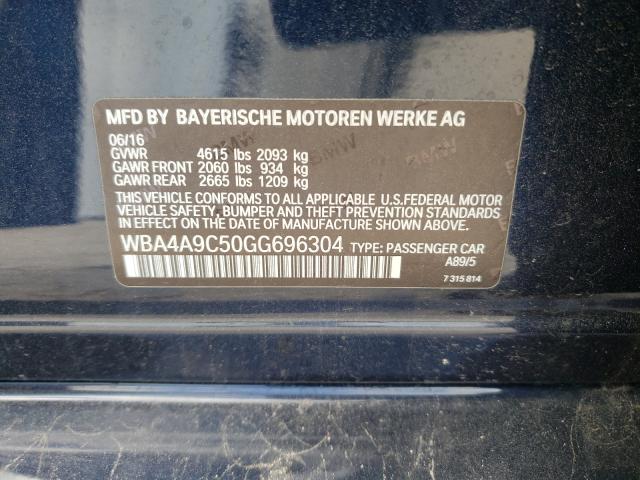 MFD BY BAYERISCHE MOTOREN WERKE AG
06/16
GVWR 4615 lbs 2093 kg
GAWR FRONT 2060 lbs 934 kg
GAWR REAR 2665 lbs 1209 kg
THIS VEHICLE CONFORMS TO ALL APPLICABLE U.S.FEDERAL MOTOR
VEHICLE SAFETY, BUMPER AND THEFT PREVENTION STANDARDS
IN EFFECT ON THE DATE OF MANUFACTURE SHOWN ABOVE.
WBA4A9C50GG696304 TYPE: PASSENGER CAR
A89/5
7 315 814
BMW
BMW